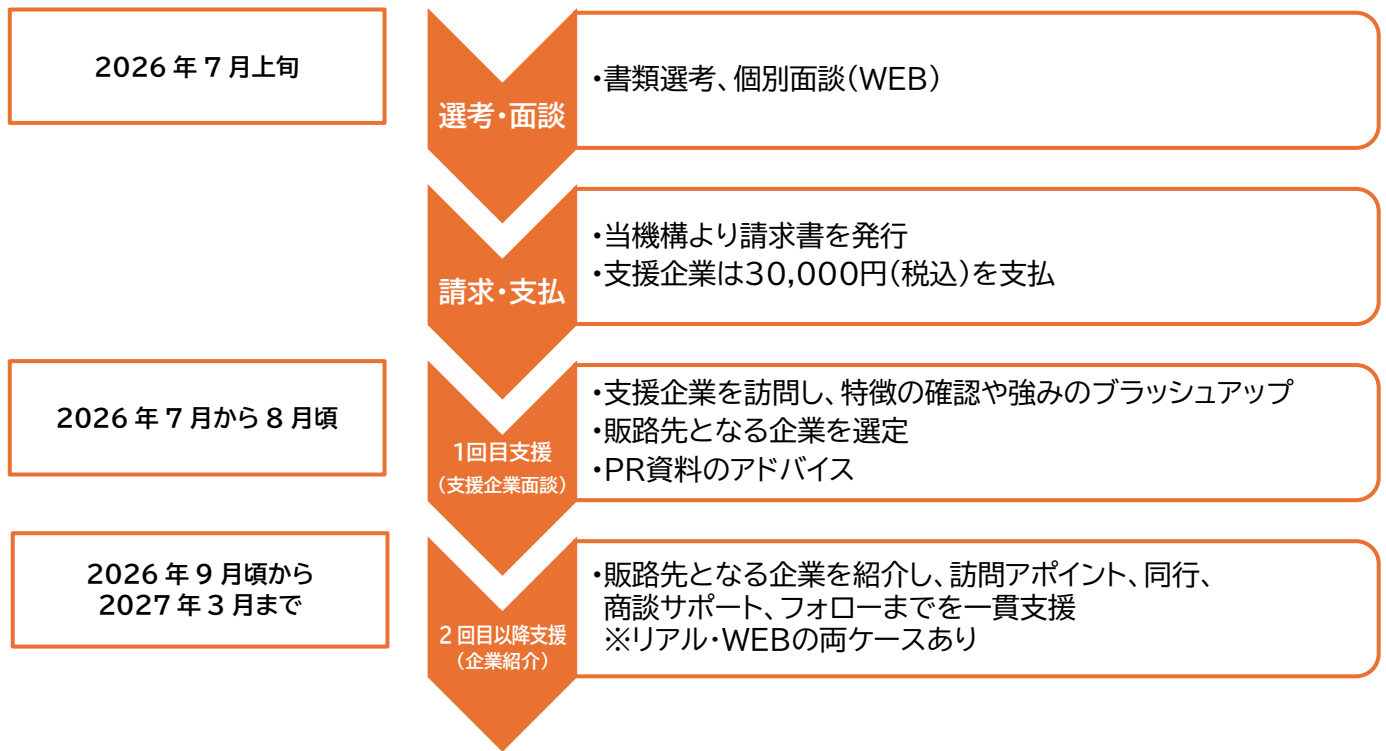 2026年7月上旬
選考・面談
・書類選考、個別面談(WEB)
請求・支払
・当機構より請求書を発行
・支援企業は30,000円(税込)を支払
2026年7月から8月頃
1回目支援
(支援企業面談)
・支援企業を訪問し、特徴の確認や強みのブラッシュアップ
・販路先となる企業を選定
・PR資料のアドバイス
2026年9月頃から
2027年3月まで
2回目以降支援
(企業紹介)
・販路先となる企業を紹介し、訪問アポイント、同行、
商談サポート、フォローまでを一貫支援
※リアル・WEBの両ケースあり